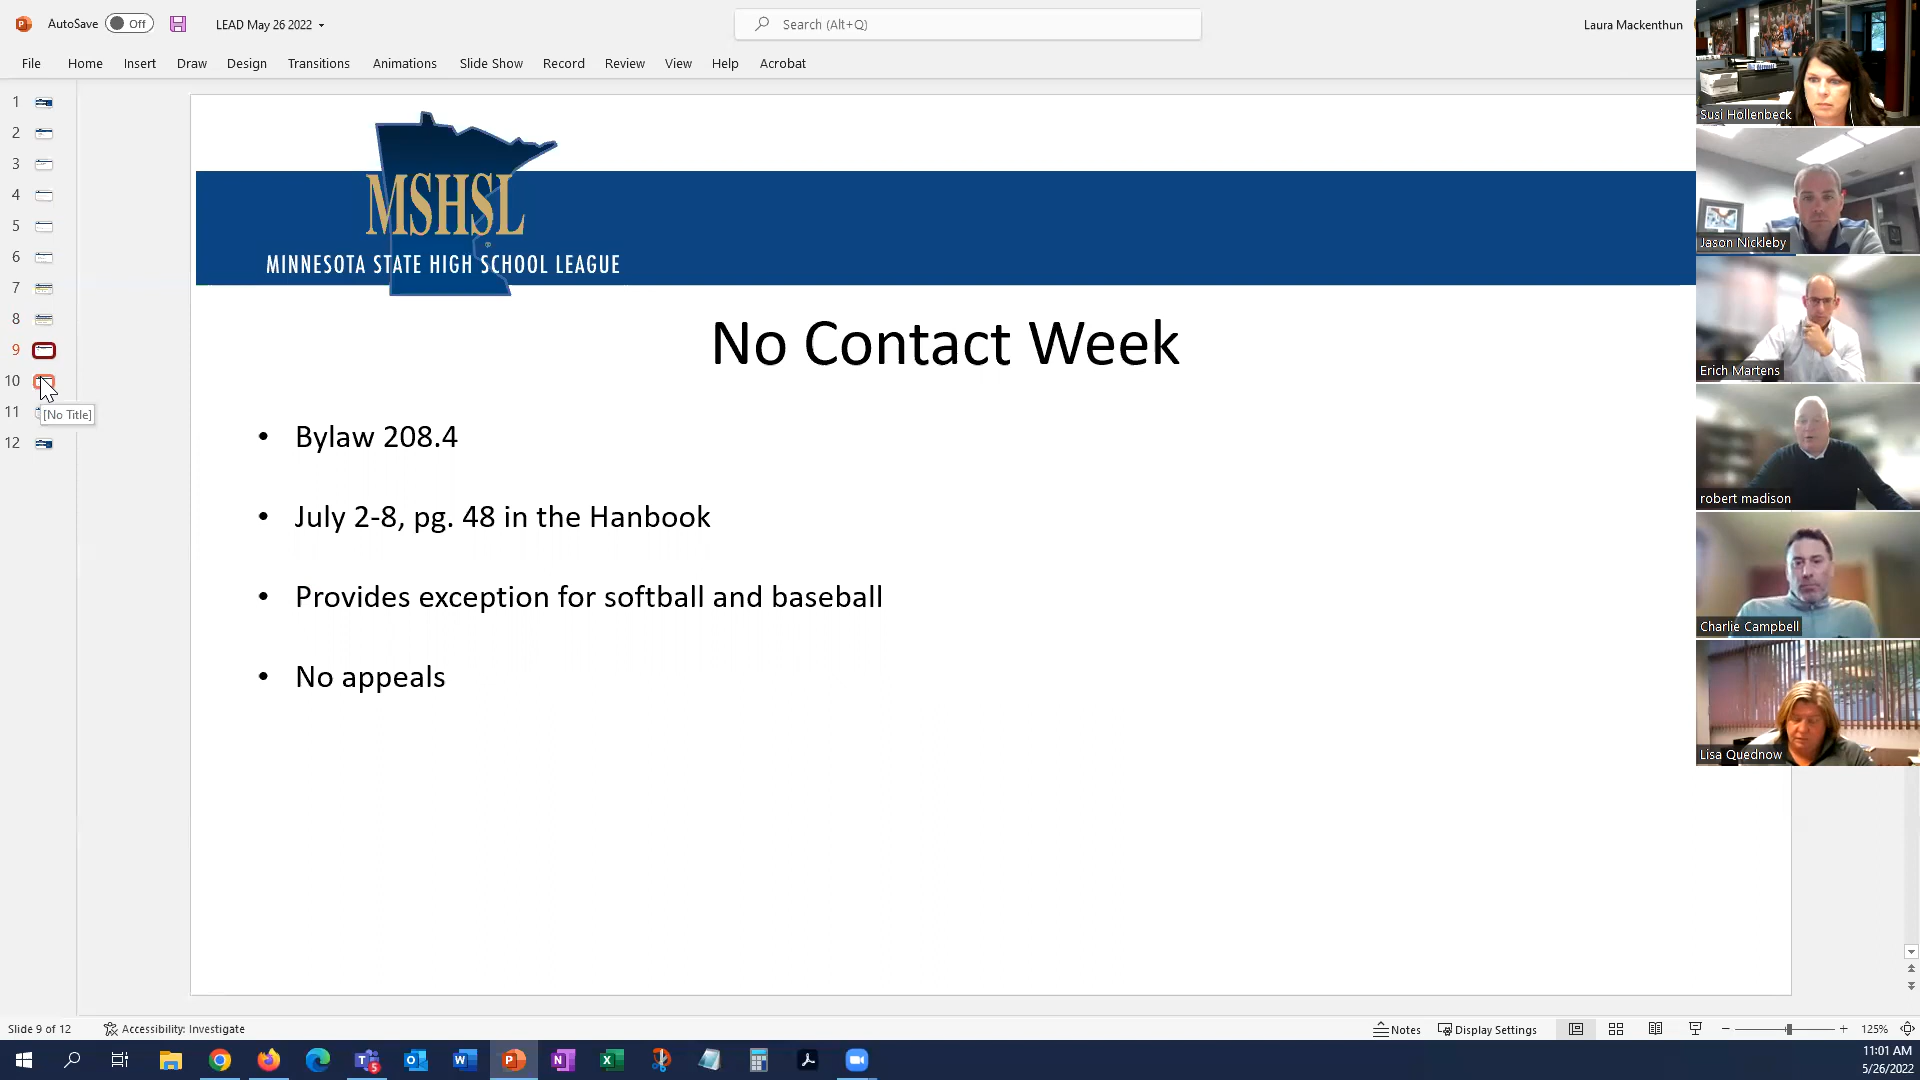 AutoSave Off LEAD May 26 2022 Search (Alt+Q) Laura Mackenthun
File Home Insert Draw Design Transitions Animations Slide Show Record Review View Help Acrobat
1
2
3
4
5
6
7
8
9
10
11
12
[No Title]
MSHSL
MINNESOTA STATE HIGH SCHOOL LEAGUE
No Contact Week
• Bylaw 208.4
• July 2-8, pg. 48 in the Hanbook
• Provides exception for softball and baseball
• No appeals
Susi Hollenbeck
Jason Nickleby
Erich Martens
robert madison
Charlie Campbell
Lisa Quednow
Slide 9 of 12 Accessibility: Investigate Notes Display Settings 125%
11:01 AM
5/26/2022